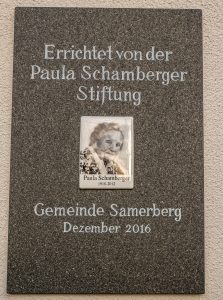 Errichtet von der
Paula Schamberger
Stiftung
Paula Schamberger
Gemeinde Samerberg
Dezember 2016